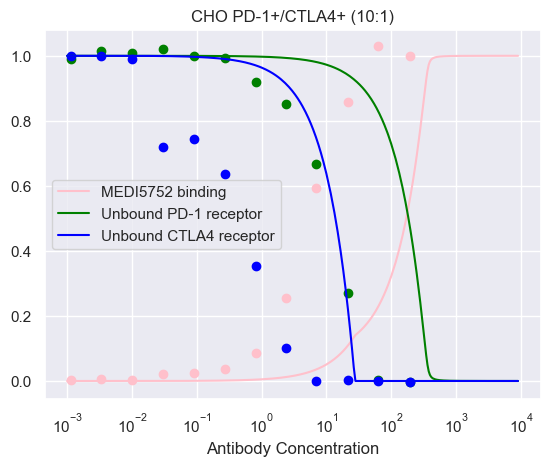 CHO PD-1+/CTLA4+ (10:1)
1.0
0.8
0.6
0.4
0.2
0.0
MEDI5752 binding
Unbound PD-1 receptor
Unbound CTLA4 receptor
10⁻³ 10⁻² 10⁻¹ 10⁰ 10¹ 10² 10³ 10⁴
Antibody Concentration